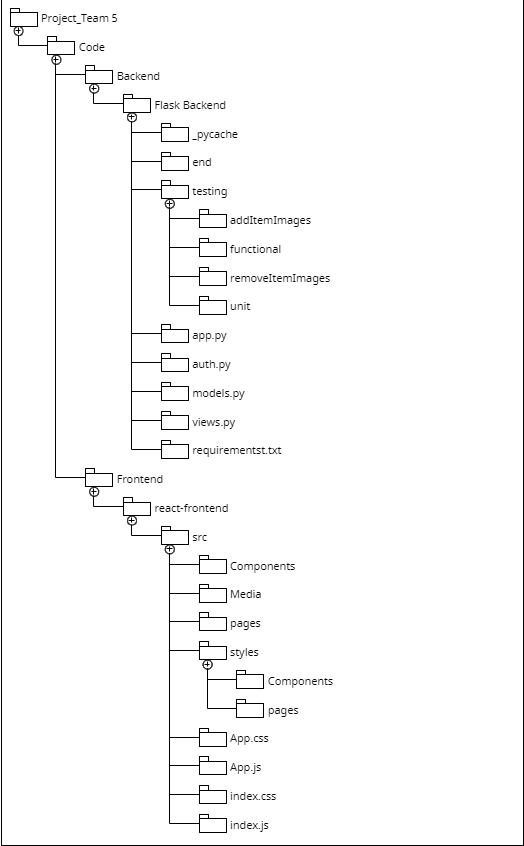 Project_Team 5
Code
Backend
Flask Backend
_pycache
end
testing
addItemImages
functional
removeItemImages
unit
app.py
auth.py
models.py
views.py
requirementst.txt
Frontend
react-frontend
src
Components
Media
pages
styles
Components
pages
App.css
App.js
index.css
index.js